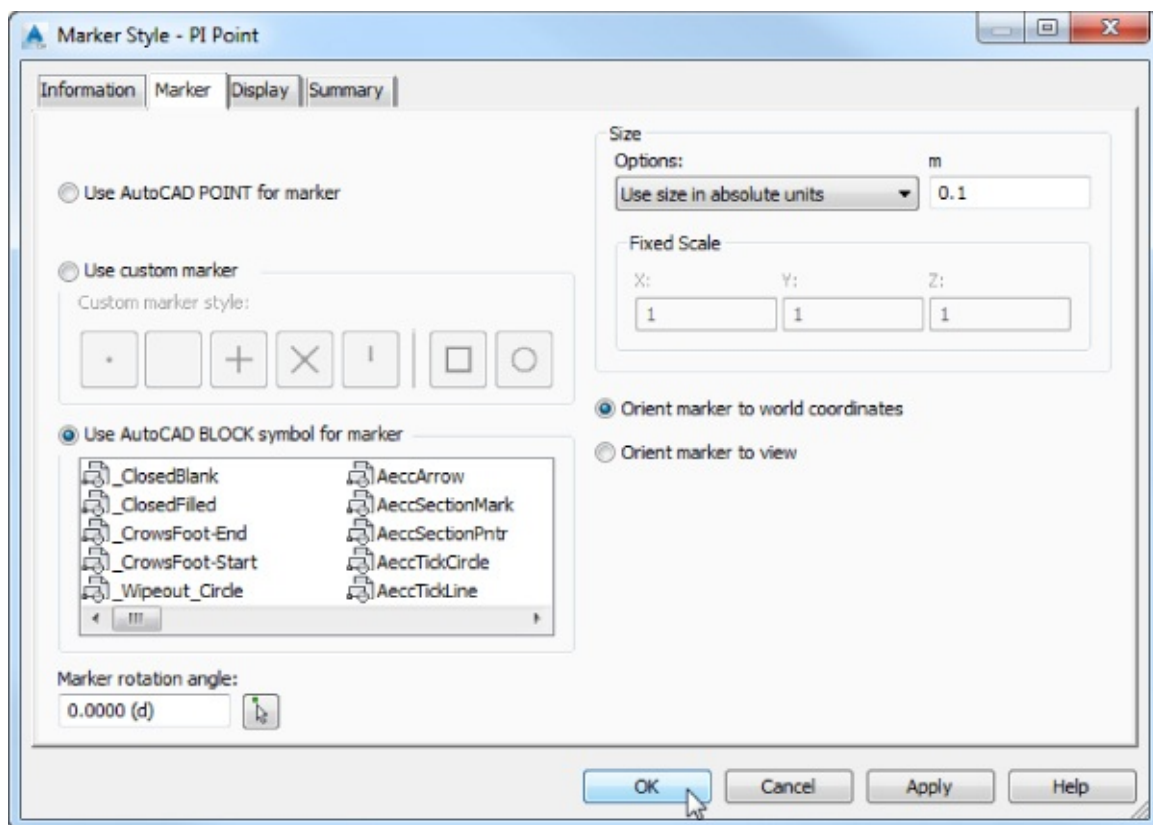 Marker Style - PI Point
Information Marker Display Summary
Use AutoCAD POINT for marker
Use custom marker
Custom marker style:
Use AutoCAD BLOCK symbol for marker
_ClosedBlank
_ClosedFilled
_CrowsFoot-End
_CrowsFoot-Start
_Wipeout_Circle
AeccArrow
AeccSectionMark
AeccSectionPntr
AeccTickCircle
AeccTickLine
Marker rotation angle:
0.0000 (d)
Size
Options: m
Use size in absolute units 0.1
Fixed Scale
X: Y: Z:
1 1 1
Orient marker to world coordinates
Orient marker to view
OK Cancel Apply Help